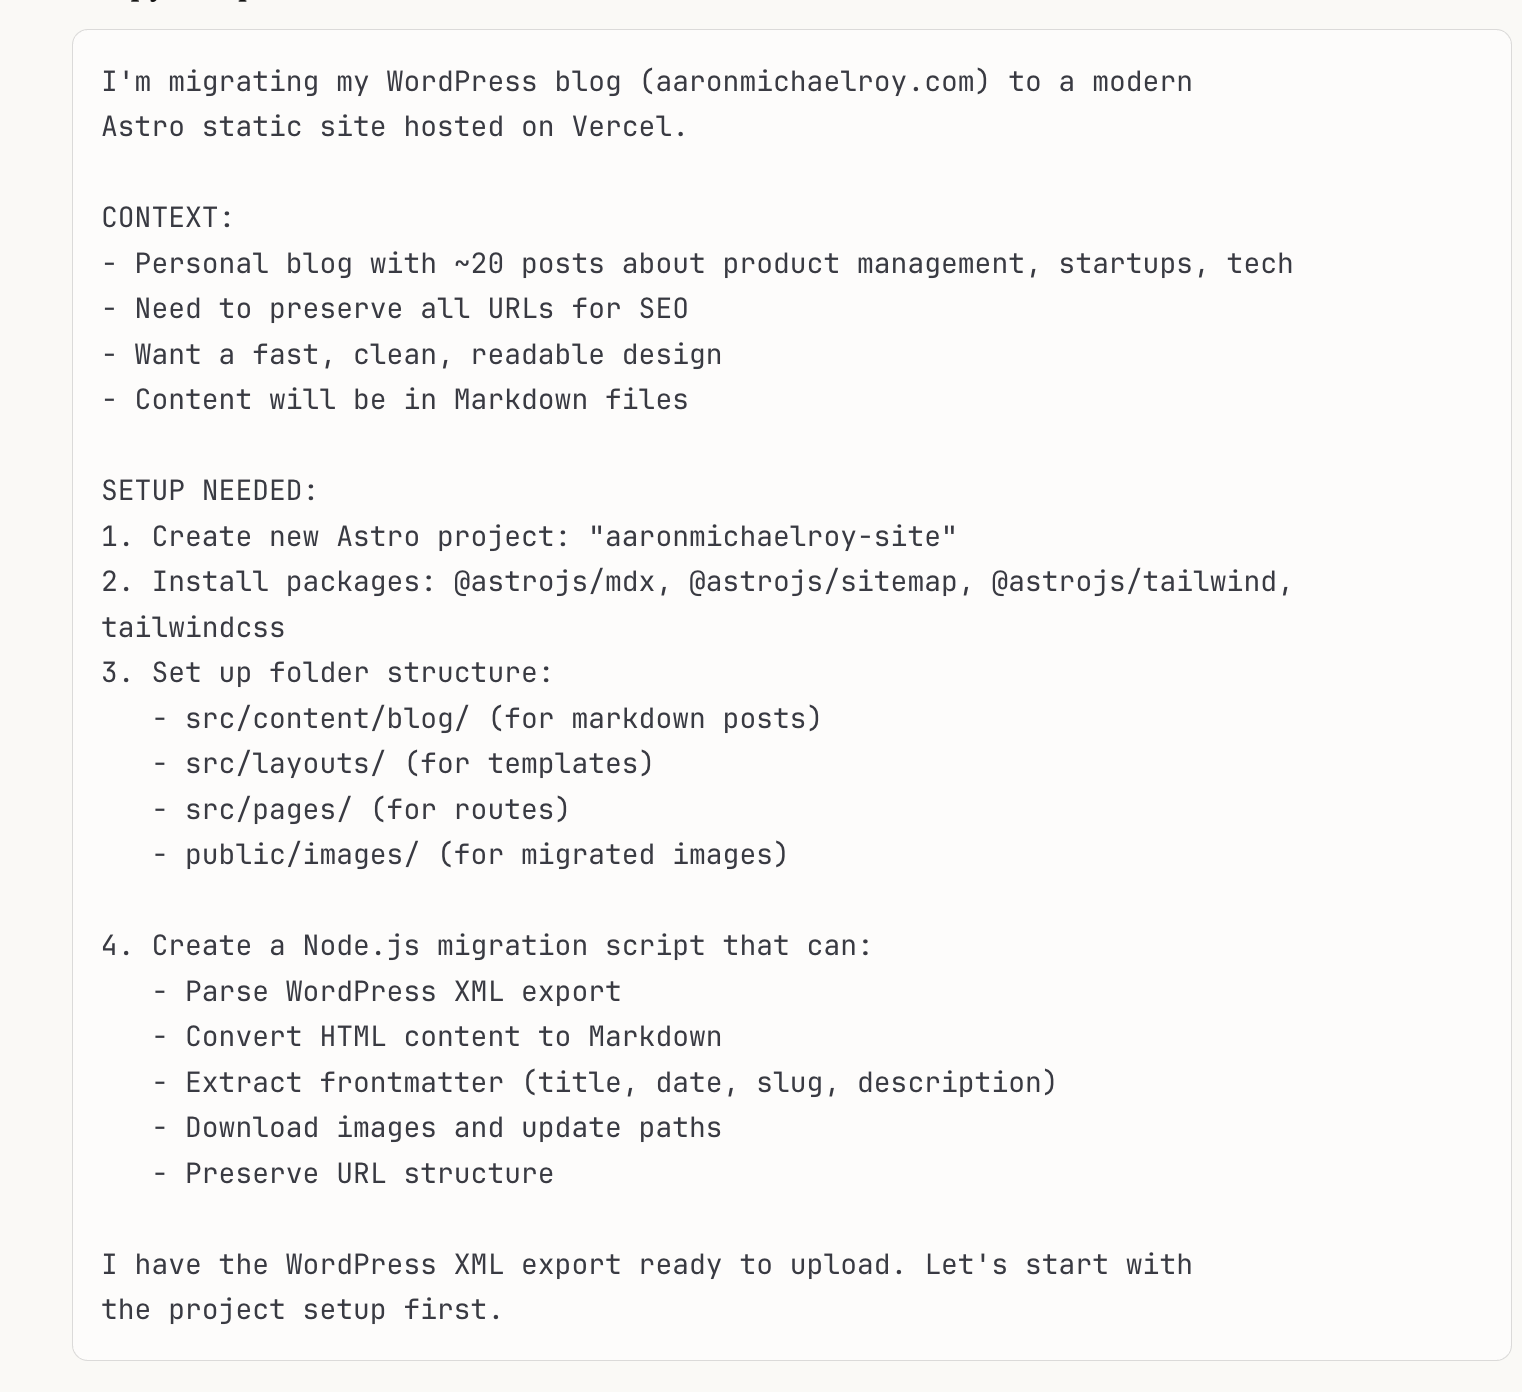 I'm migrating my WordPress blog (aaronmichaelroy.com) to a modern
Astro static site hosted on Vercel.

CONTEXT:
- Personal blog with ~20 posts about product management, startups, tech
- Need to preserve all URLs for SEO
- Want a fast, clean, readable design
- Content will be in Markdown files

SETUP NEEDED:
1. Create new Astro project: "aaronmichaelroy-site"
2. Install packages: @astrojs/mdx, @astrojs/sitemap, @astrojs/tailwind,
tailwindcss
3. Set up folder structure:
   - src/content/blog/ (for markdown posts)
   - src/layouts/ (for templates)
   - src/pages/ (for routes)
   - public/images/ (for migrated images)

4. Create a Node.js migration script that can:
   - Parse WordPress XML export
   - Convert HTML content to Markdown
   - Extract frontmatter (title, date, slug, description)
   - Download images and update paths
   - Preserve URL structure

I have the WordPress XML export ready to upload. Let's start with
the project setup first.